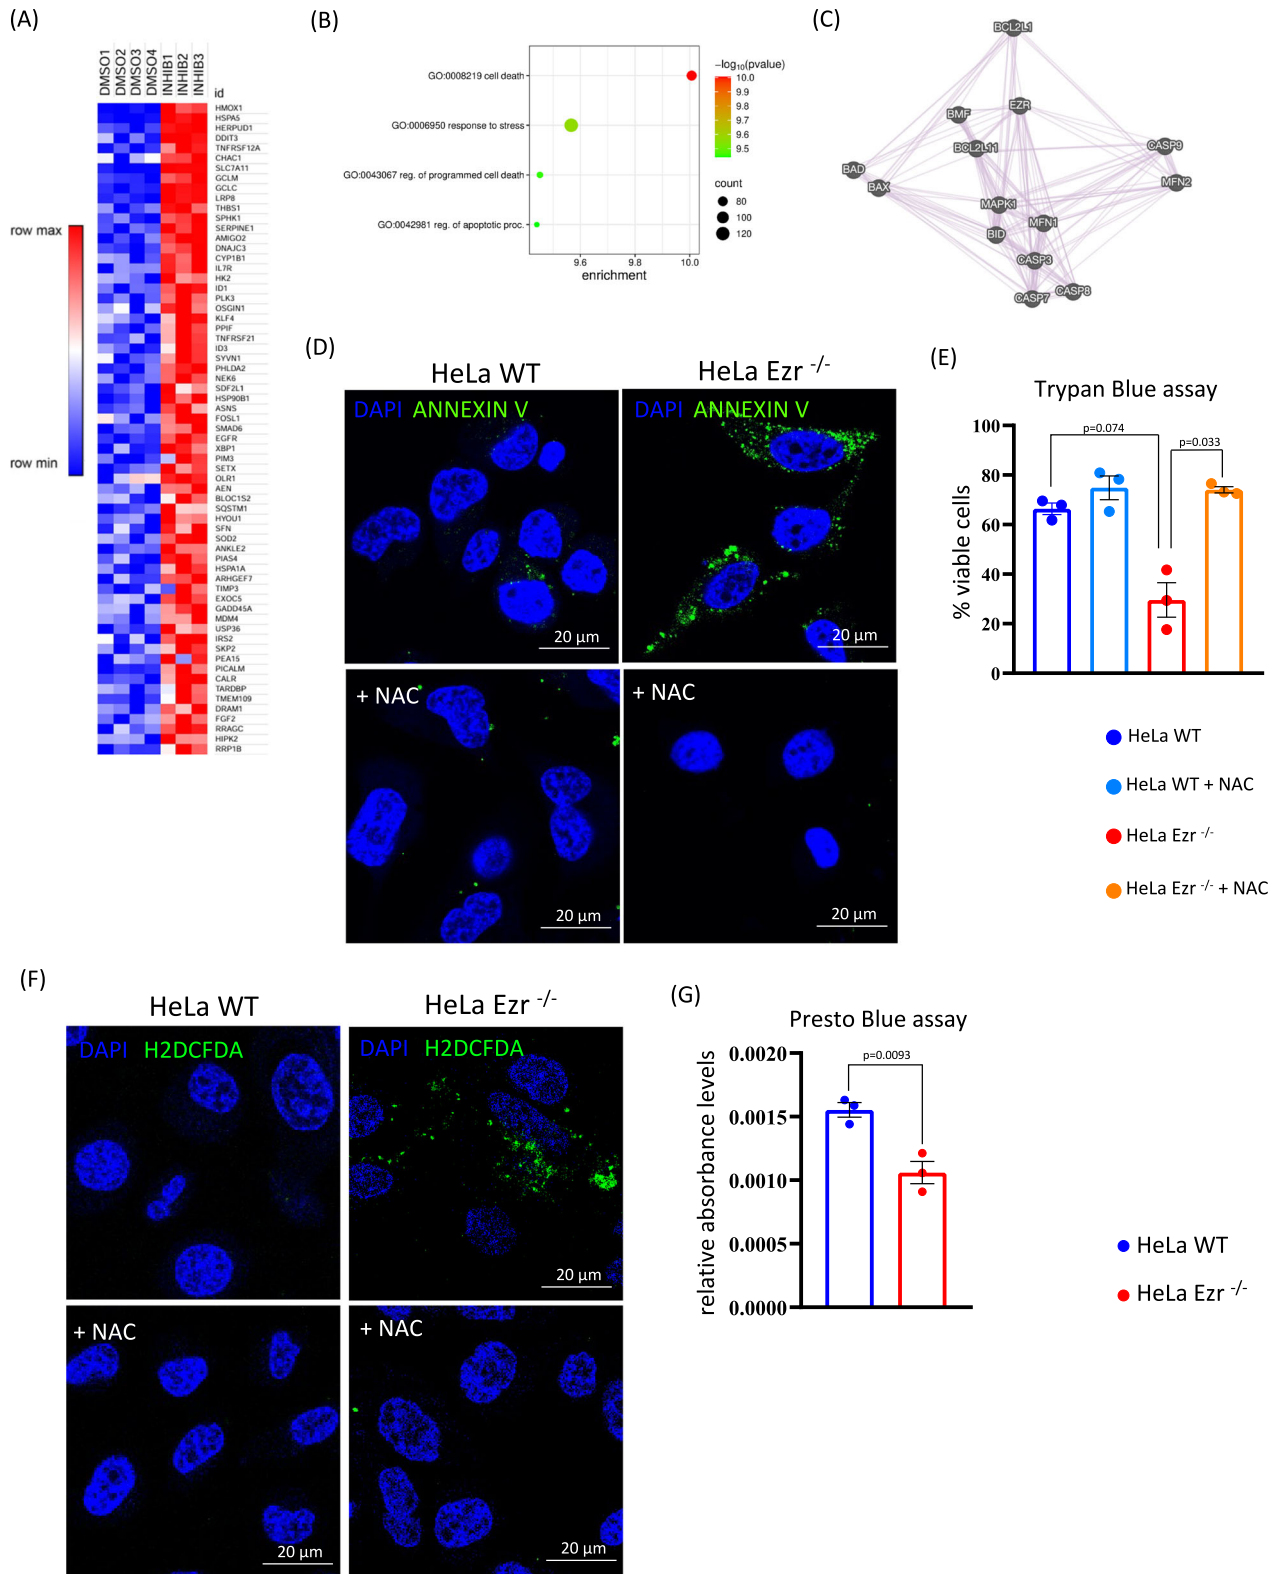 (A)
DMSO1
DMSO2
DMSO3
DMSO4
INHIB1
INHIB2
INHIB3
id
HMOX1
HSPA5
HERPUD1
DDIT3
TNFRSF12A
CHAC1
SLC7A11
GCLM
GCLC
LRP8
THBS1
SPHK1
SERPINE1
AMIGO2
DNAJC3
CYP1B1
IL7R
HK2
ID1
PLK3
OSGIN1
KLF4
PPIF
TNFRSF21
ID3
SYVN1
PHLDA2
NEK6
SDF2L1
HSP90B1
ASNS
FOSL1
SMAD6
EGFR
XBP1
PIM3
SETX
OLR1
AEN
BLOC1S2
SQSTM1
HYOU1
SFN
SOD2
ANKLE2
PIAS4
HSPA1A
ARHGEF7
TIMP3
EXOC5
GADD45A
MDM4
USP36
IRS2
SKP2
PEA15
PICALM
CALR
TARDBP
TMEM109
DRAM1
FGF2
RRAGC
HIPK2
RRP1B
row max
row min
(B)
GO:0008219 cell death
GO:0006950 response to stress
GO:0043067 reg. of programmed cell death
GO:0042981 reg. of apoptotic proc.
9.6 9.8 10.0
enrichment
−log10(pvalue)
10.0
9.9
9.8
9.7
9.6
9.5
count
80
100
120
(C)
BCL2L1
EZR
BMF
BCL2L11
CASP9
BAD
MFN2
BAX
MAPK1
MFN1
BID
CASP3
CASP8
CASP7
(D)
HeLa WT
HeLa Ezr -/-
DAPI ANNEXIN V
DAPI ANNEXIN V
20 µm
20 µm
+ NAC
+ NAC
20 µm
20 µm
(E)
Trypan Blue assay
% viable cells
100
80
60
40
20
0
p=0.074
p=0.033
HeLa WT
HeLa WT + NAC
HeLa Ezr -/-
HeLa Ezr -/- + NAC
(F)
HeLa WT
HeLa Ezr -/-
DAPI H2DCFDA
DAPI H2DCFDA
20 µm
+ NAC
+ NAC
20 µm
20 µm
(G)
Presto Blue assay
relative absorbance levels
0.0020
0.0015
0.0010
0.0005
0.0000
p=0.0093
HeLa WT
HeLa Ezr -/-